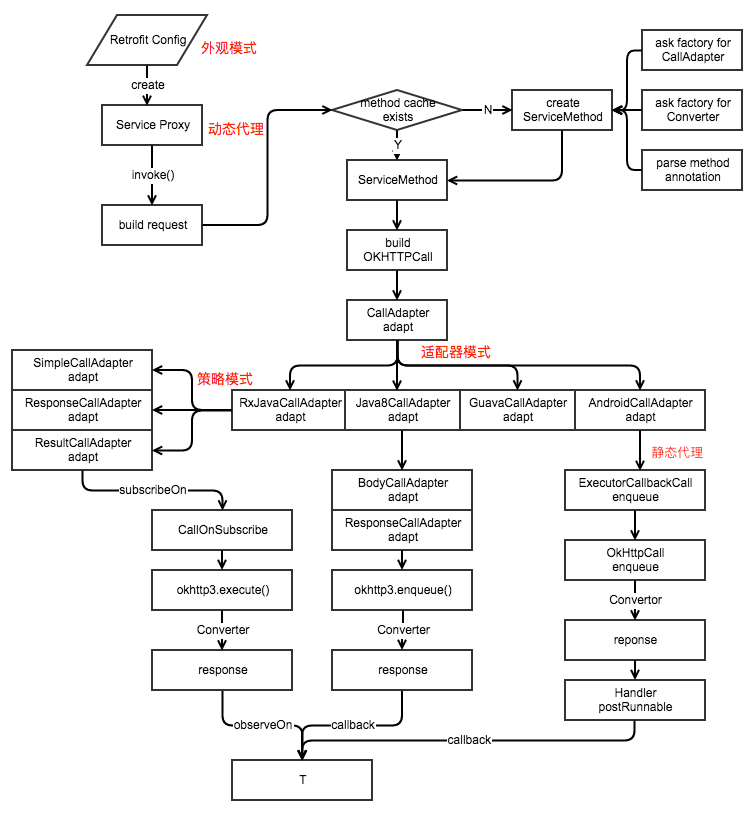 Retrofit Config
外观模式
create
Service Proxy
动态代理
invoke()
build request
method cache
exists
N
Y
create
ServiceMethod
ask factory for
CallAdapter
ask factory for
Converter
parse method
annotation
ServiceMethod
build
OKHTTPCall
CallAdapter
adapt
适配器模式
策略模式
SimpleCallAdapter
adapt
ResponseCallAdapter
adapt
ResultCallAdapter
adapt
RxJavaCallAdapter
adapt
Java8CallAdapter
adapt
GuavaCallAdapter
adapt
AndroidCallAdapter
adapt
静态代理
subscribeOn
CallOnSubscribe
okhttp3.execute()
Converter
response
observeOn
BodyCallAdapter
adapt
ResponseCallAdapter
adapt
okhttp3.enqueue()
Converter
response
callback
ExecutorCallbackCall
enqueue
OkHttpCall
enqueue
Convertor
reponse
Handler
postRunnable
callback
T